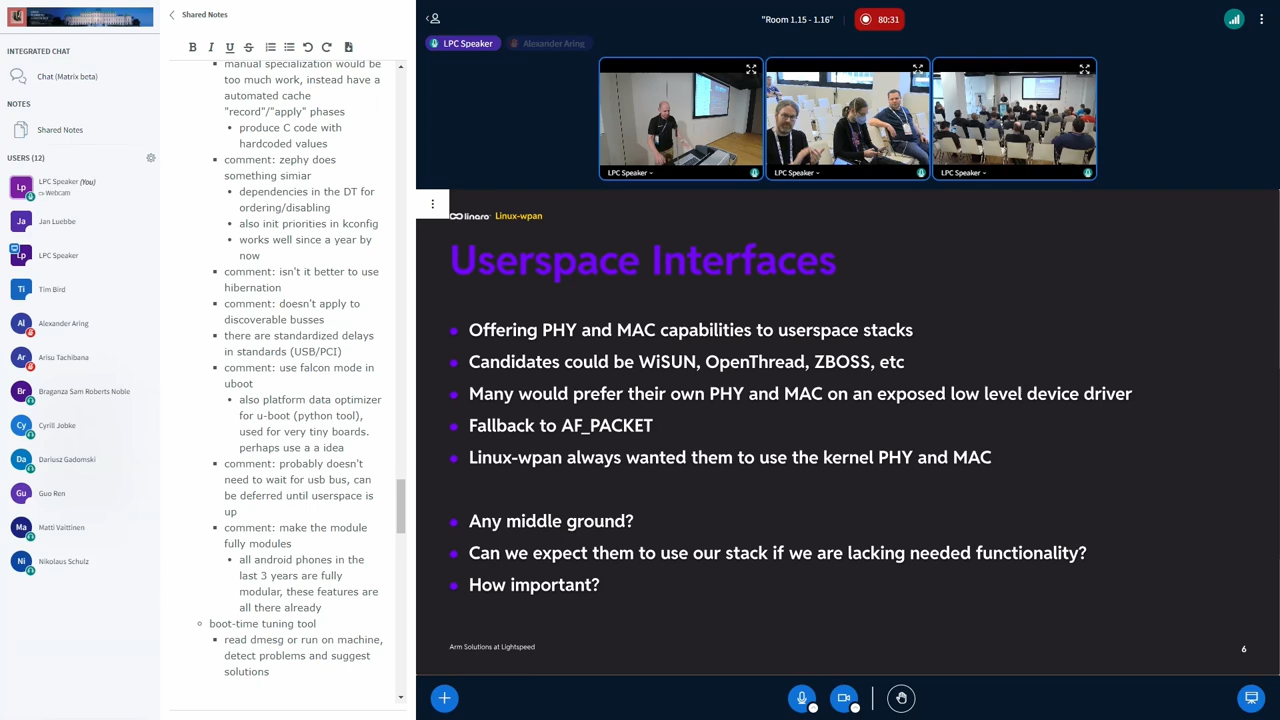 INTEGRATED CHAT
Chat (Matrix beta)
NOTES
Shared Notes
USERS (12)
Lp
LPC Speaker (You)
Webcam
Ja
Jan Luebbe
Lp
LPC Speaker
Ti
Tim Bird
Al
Alexander Aring
Ar
Arisu Tachibana
Br
Braganza Sam Roberts Noble
Cy
Cyrill Jobke
Da
Dariusz Gadomski
Gu
Guo Ren
Ma
Matti Vaittinen
Ni
Nikolaus Schulz
Shared Notes
B I U S
manual specialization would be
too much work, instead have a
automated cache
"record"/"apply" phases
produce C code with
hardcoded values
comment: zephy does
something simiar
dependencies in the DT for
ordering/disabling
also init priorities in kconfig
works well since a year by
now
comment: isn't it better to use
hibernation
comment: doesn't apply to
discoverable busses
there are standardized delays
in standards (USB/PCI)
comment: use falcon mode in
uboot
also platform data optimizer
for u-boot (python tool),
used for very tiny boards.
perhaps use a a idea
comment: probably doesn't
need to wait for usb bus, can
be deferred until userspace is
up
comment: make the module
fully modules
all android phones in the
last 3 years are fully
modular, these features are
all there already
boot-time tuning tool
read dmesg or run on machine,
detect problems and suggest
solutions
"Room 1.15 - 1.16"
80:31
LPC Speaker
Alexander Aring
LPC Speaker
LPC Speaker
LPC Speaker
linaro Linux-wpan
Userspace Interfaces
Offering PHY and MAC capabilities to userspace stacks
Candidates could be WiSUN, OpenThread, ZBOSS, etc
Many would prefer their own PHY and MAC on an exposed low level device driver
Fallback to AF_PACKET
Linux-wpan always wanted them to use the kernel PHY and MAC
Any middle ground?
Can we expect them to use our stack if we are lacking needed functionality?
How important?
Arm Solutions at Lightspeed
6